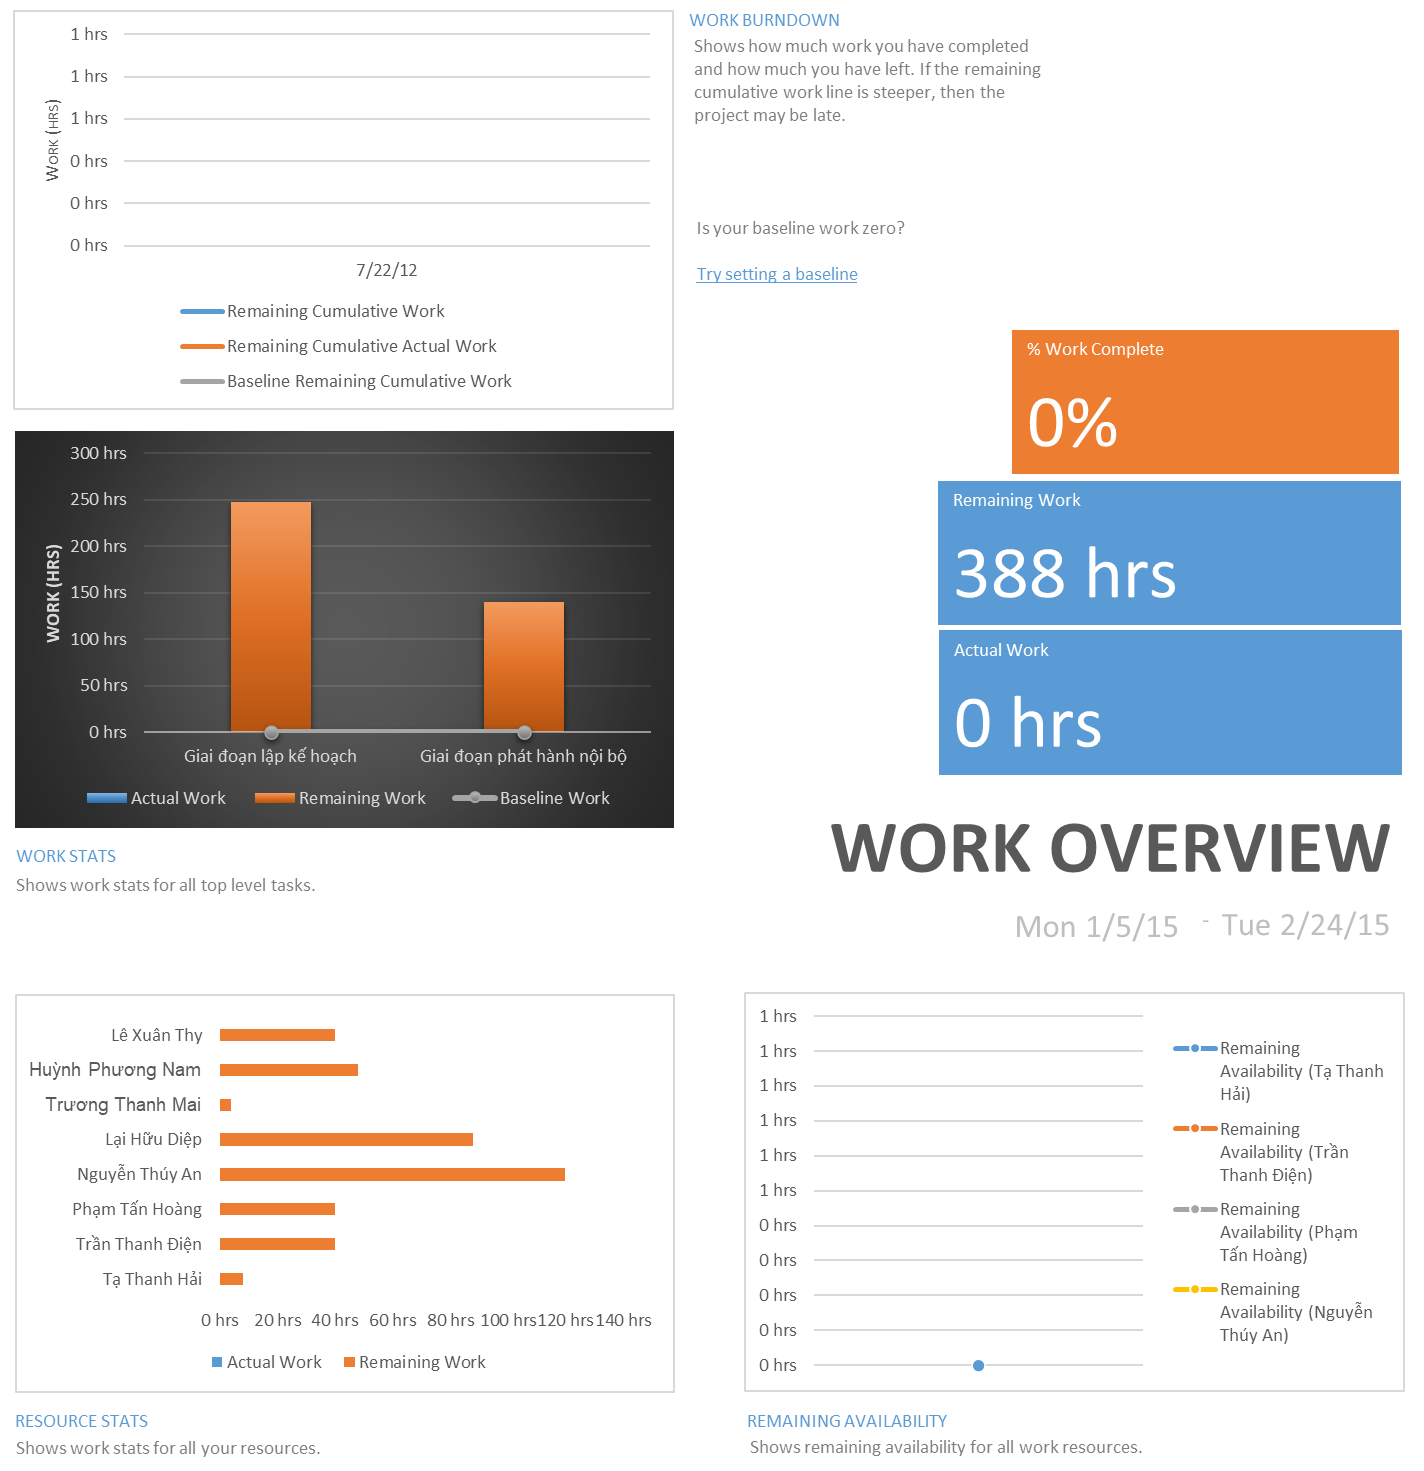 1 hrs
1 hrs
1 hrs
0 hrs
0 hrs
0 hrs
WORK (HRS)
7/22/12
Remaining Cumulative Work
Remaining Cumulative Actual Work
Baseline Remaining Cumulative Work
WORK BURNDOWN
Shows how much work you have completed
and how much you have left. If the remaining
cumulative work line is steeper, then the
project may be late.
Is your baseline work zero?
Try setting a baseline
% Work Complete
0%
Remaining Work
388 hrs
Actual Work
0 hrs
300 hrs
250 hrs
200 hrs
150 hrs
100 hrs
50 hrs
0 hrs
WORK (HRS)
Giai đoạn lập kế hoạch
Giai đoạn phát hành nội bộ
Actual Work
Remaining Work
Baseline Work
WORK STATS
Shows work stats for all top level tasks.
WORK OVERVIEW
Mon 1/5/15 - Tue 2/24/15
Lê Xuân Thy
Huỳnh Phương Nam
Trương Thanh Mai
Lại Hữu Diệp
Nguyễn Thúy An
Phạm Tấn Hoàng
Trần Thanh Điện
Tạ Thanh Hải
0 hrs 20 hrs 40 hrs 60 hrs 80 hrs 100 hrs 120 hrs 140 hrs
Actual Work
Remaining Work
RESOURCE STATS
Shows work stats for all your resources.
1 hrs
1 hrs
1 hrs
1 hrs
1 hrs
1 hrs
0 hrs
0 hrs
0 hrs
0 hrs
0 hrs
Remaining
Availability (Tạ Thanh
Hải)
Remaining
Availability (Trần
Thanh Điện)
Remaining
Availability (Phạm
Tấn Hoàng)
Remaining
Availability (Nguyễn
Thúy An)
REMAINING AVAILABILITY
Shows remaining availability for all work resources.